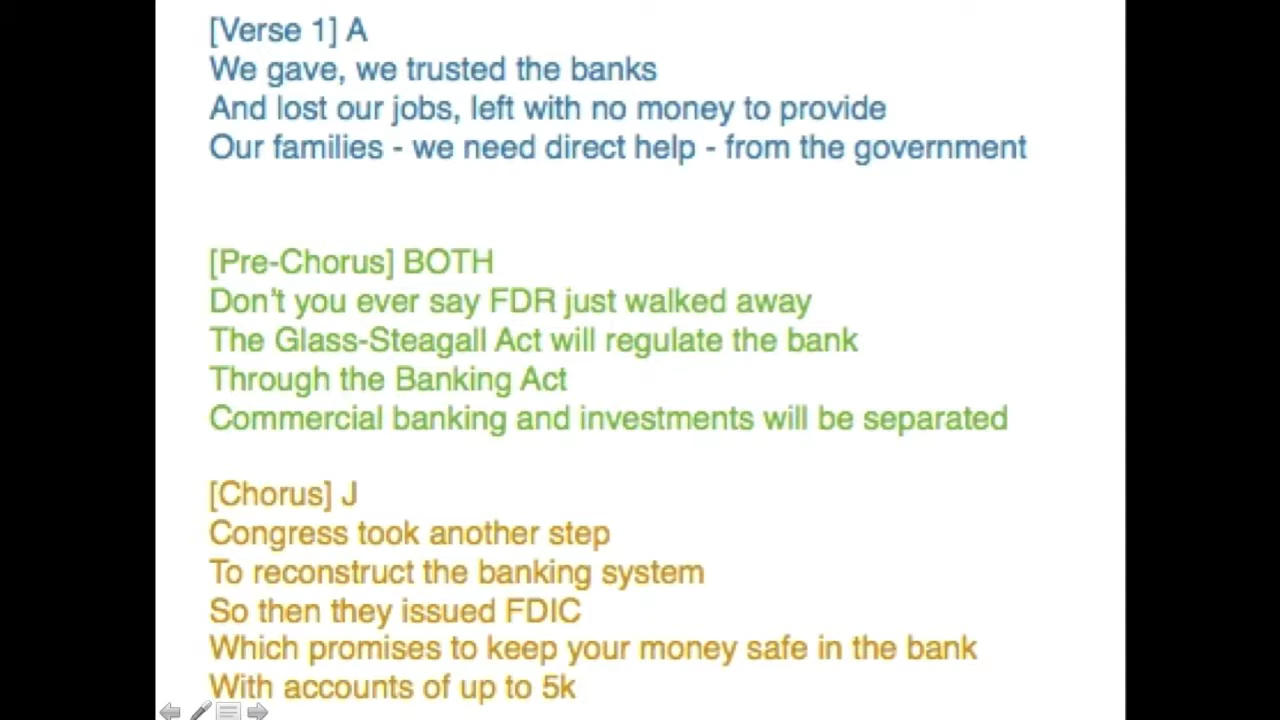 [Verse 1] A
We gave, we trusted the banks
And lost our jobs, left with no money to provide
Our families - we need direct help - from the government
[Pre-Chorus] BOTH
Don't you ever say FDR just walked away
The Glass-Steagall Act will regulate the bank
Through the Banking Act
Commercial banking and investments will be separated
[Chorus] J
Congress took another step
To reconstruct the banking system
So then they issued FDIC
Which promises to keep your money safe in the bank
With accounts of up to 5k